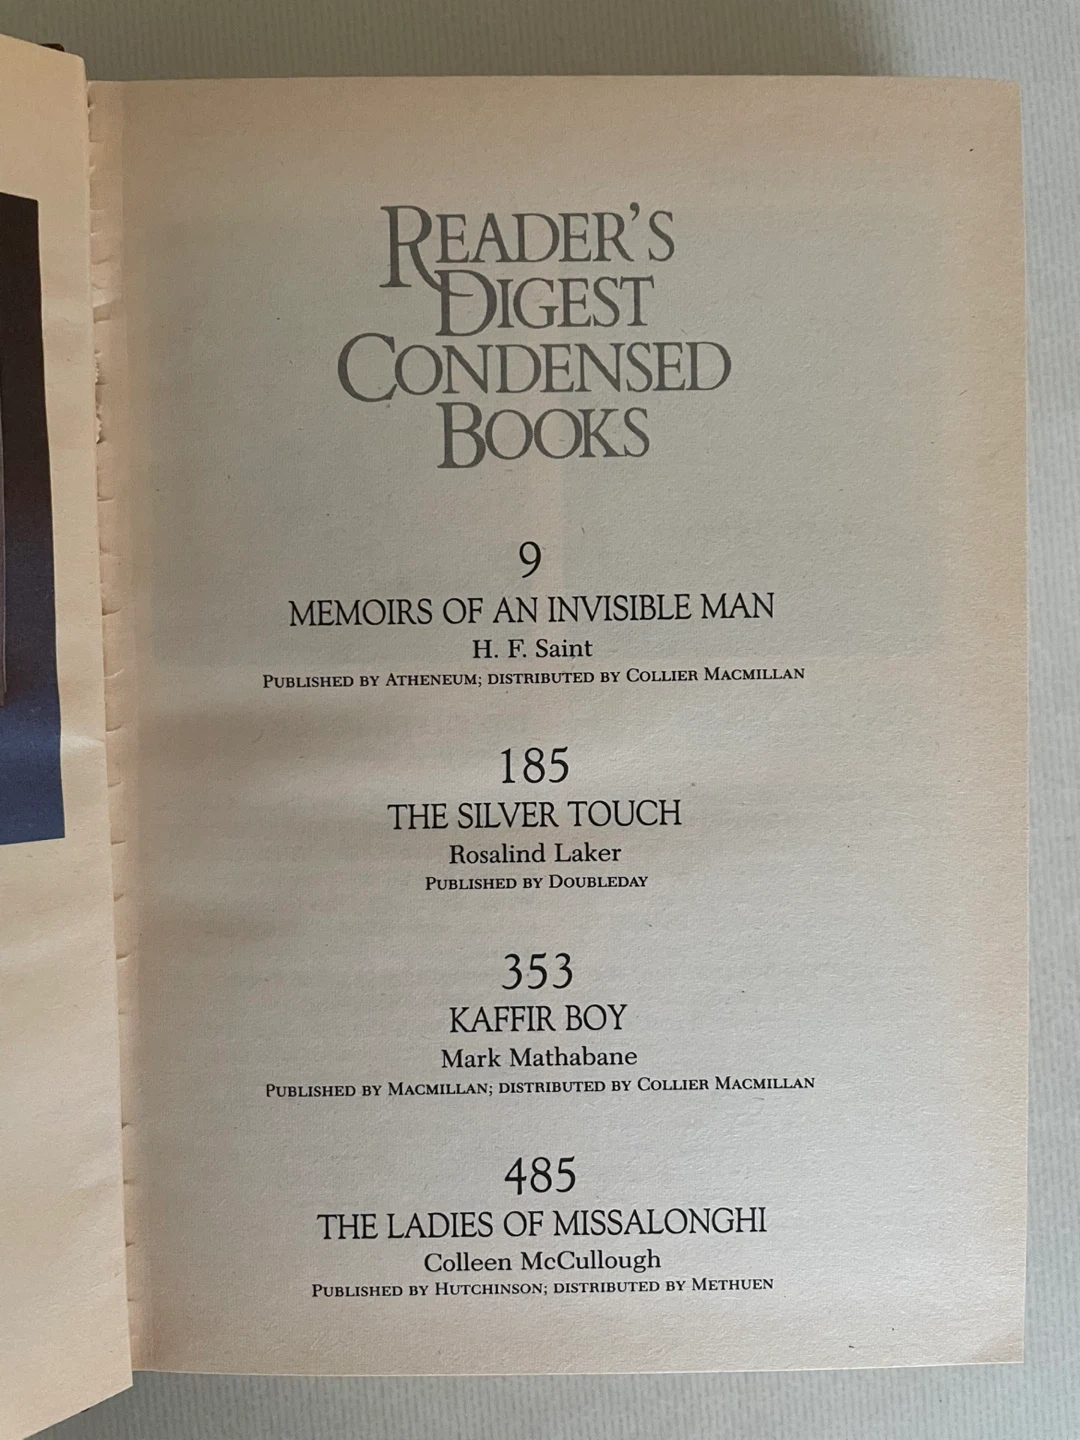 READER'S
DIGEST
CONDENSED
BOOKS
9
MEMOIRS OF AN INVISIBLE MAN
H. F. Saint
PUBLISHED BY ATHENEUM; DISTRIBUTED BY COLLIER MACMILLAN
185
THE SILVER TOUCH
Rosalind Laker
PUBLISHED BY DOUBLEDAY
353
KAFFIR BOY
Mark Mathabane
PUBLISHED BY MACMILLAN; DISTRIBUTED BY COLLIER MACMILLAN
485
THE LADIES OF MISSALONGHI
Colleen McCullough
PUBLISHED BY HUTCHINSON; DISTRIBUTED BY METHUEN